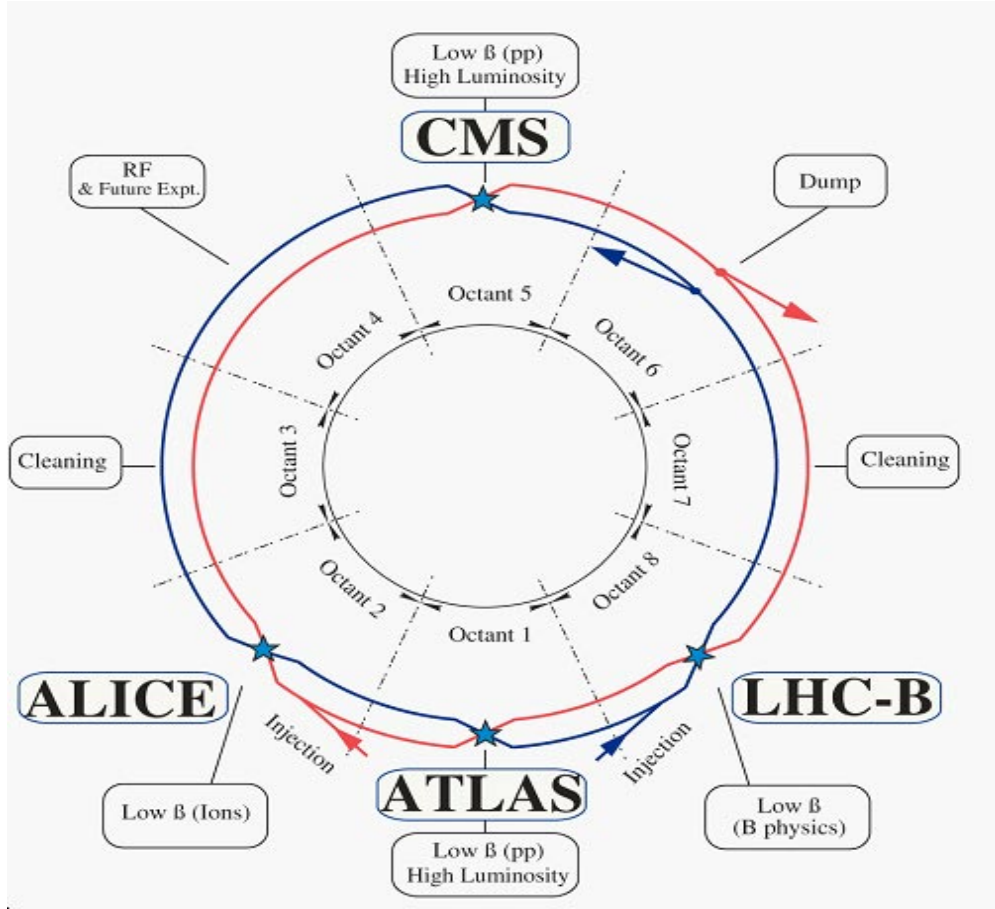 Low ß (pp)
High Luminosity
CMS
RF
& Future Expt.
Dump
Octant 5
Octant 4
Octant 6
Cleaning
Octant 3
Octant 7
Cleaning
Octant 2
Octant 8
Octant 1
ALICE
LHC-B
Injection
Injection
ATLAS
Low ß (Ions)
Low ß
(B physics)
Low ß (pp)
High Luminosity